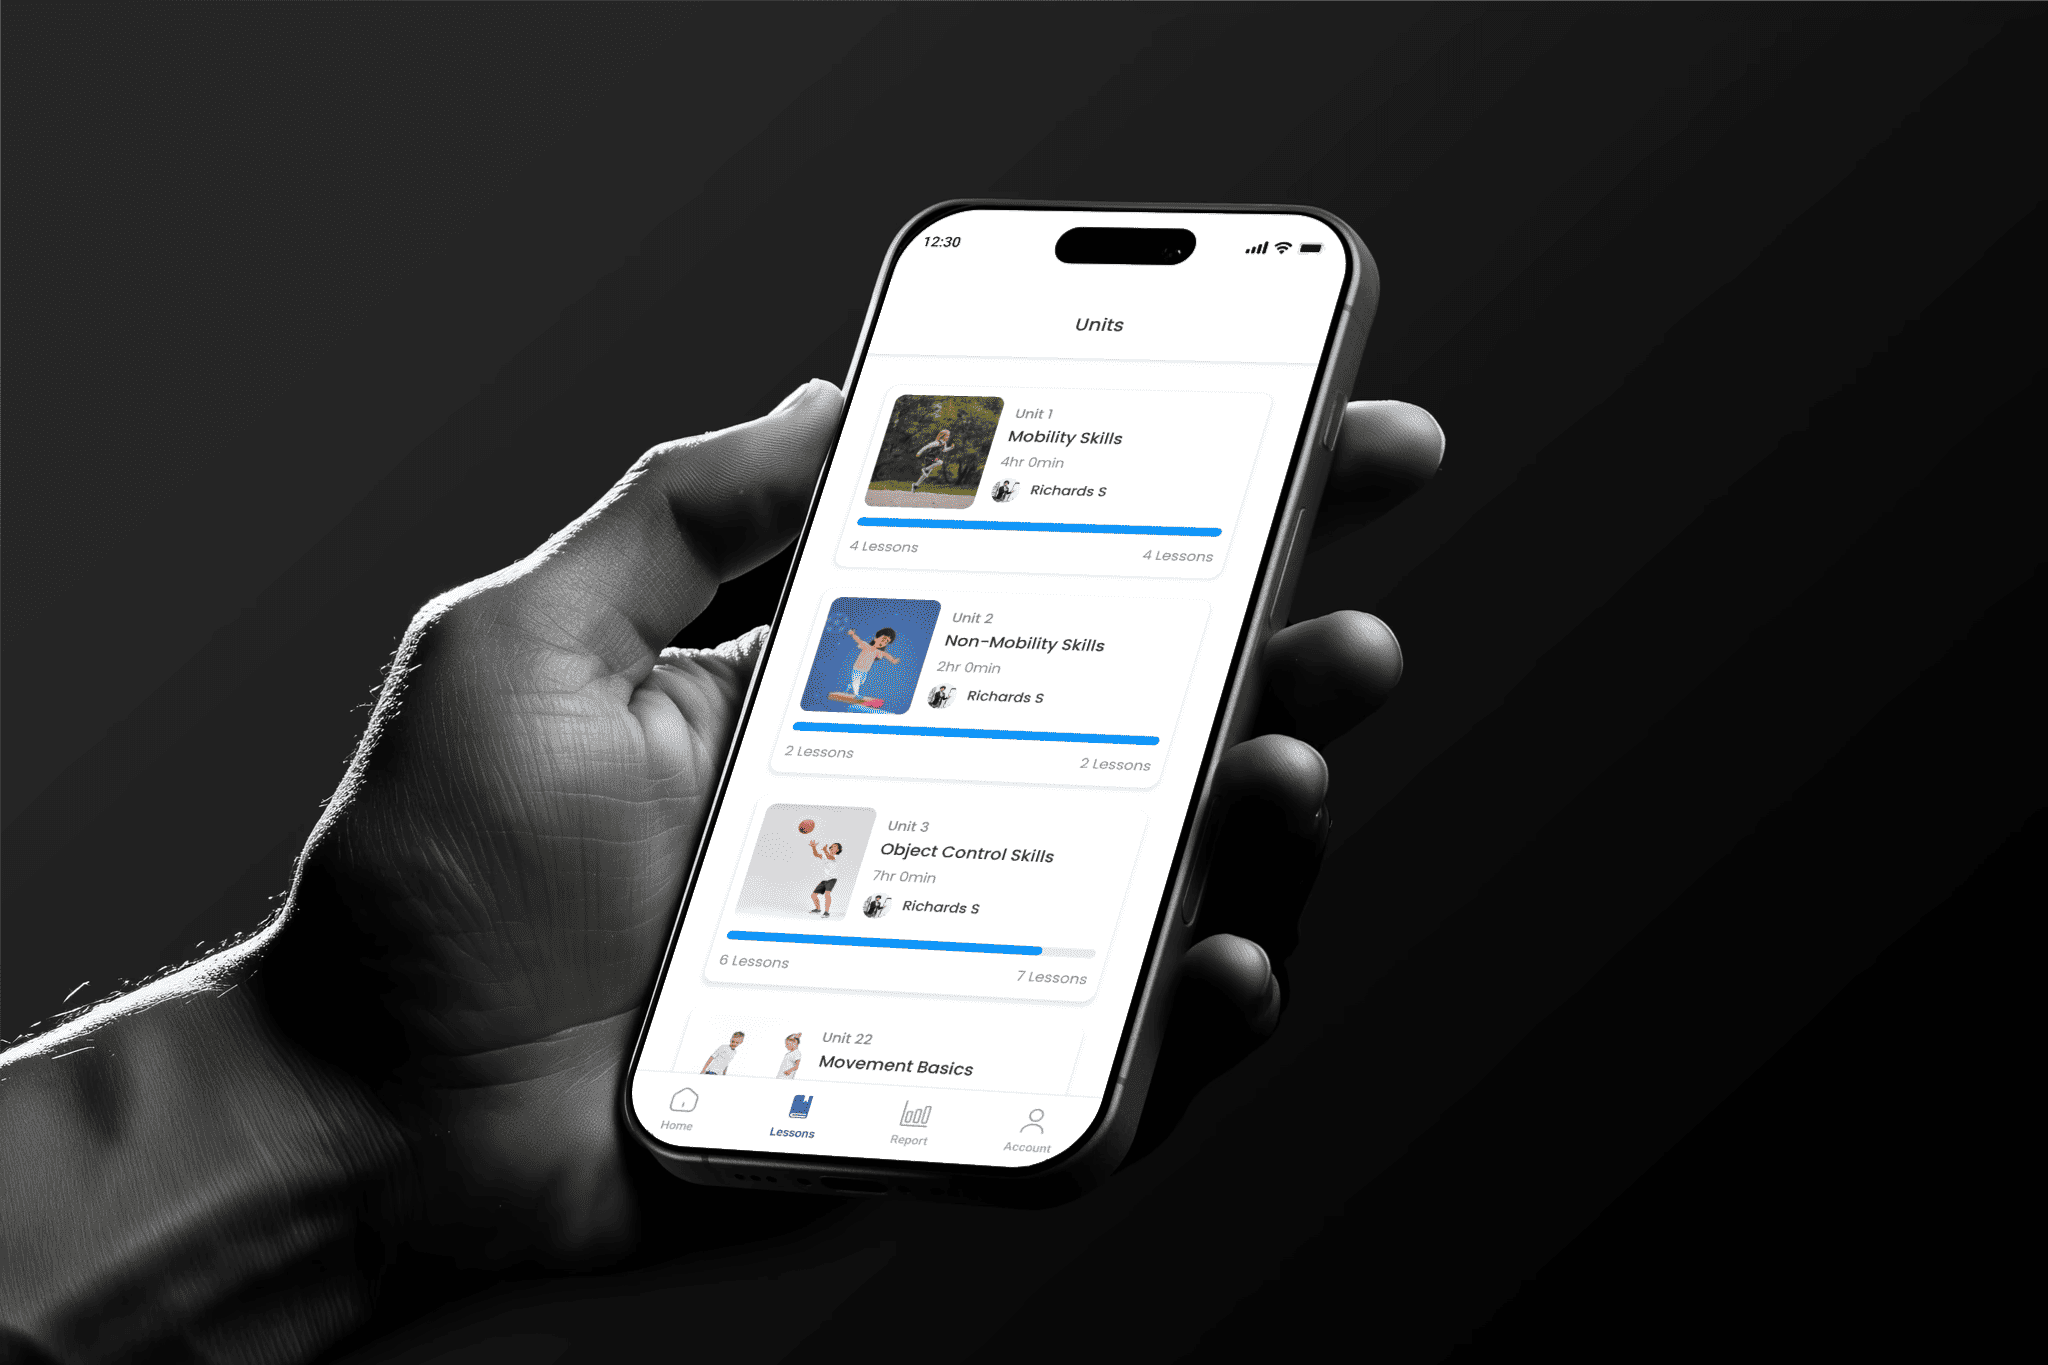 12:30
Units
Unit 1
Mobility Skills
4hr 0min
Richards S
4 Lessons
4 Lessons
Unit 2
Non-Mobility Skills
2hr 0min
Richards S
2 Lessons
2 Lessons
Unit 3
Object Control Skills
7hr 0min
Richards S
6 Lessons
7 Lessons
Unit 22
Movement Basics
Home
Lessons
Report
Account